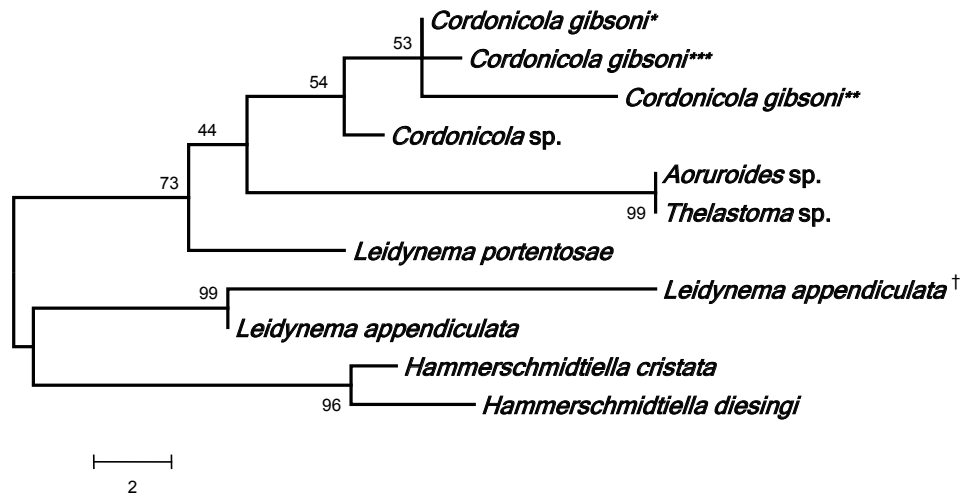 Cordonicola gibsoni*
53
Cordonicola gibsoni***
54
Cordonicola gibsoni**
44
Cordonicola sp.
73
Aoruroides sp.
99
Thelastoma sp.
Leidynema portentosae
99
Leidynema appendiculata†
Leidynema appendiculata
Hammerschmidtiella cristata
96
Hammerschmidtiella diesingi
2